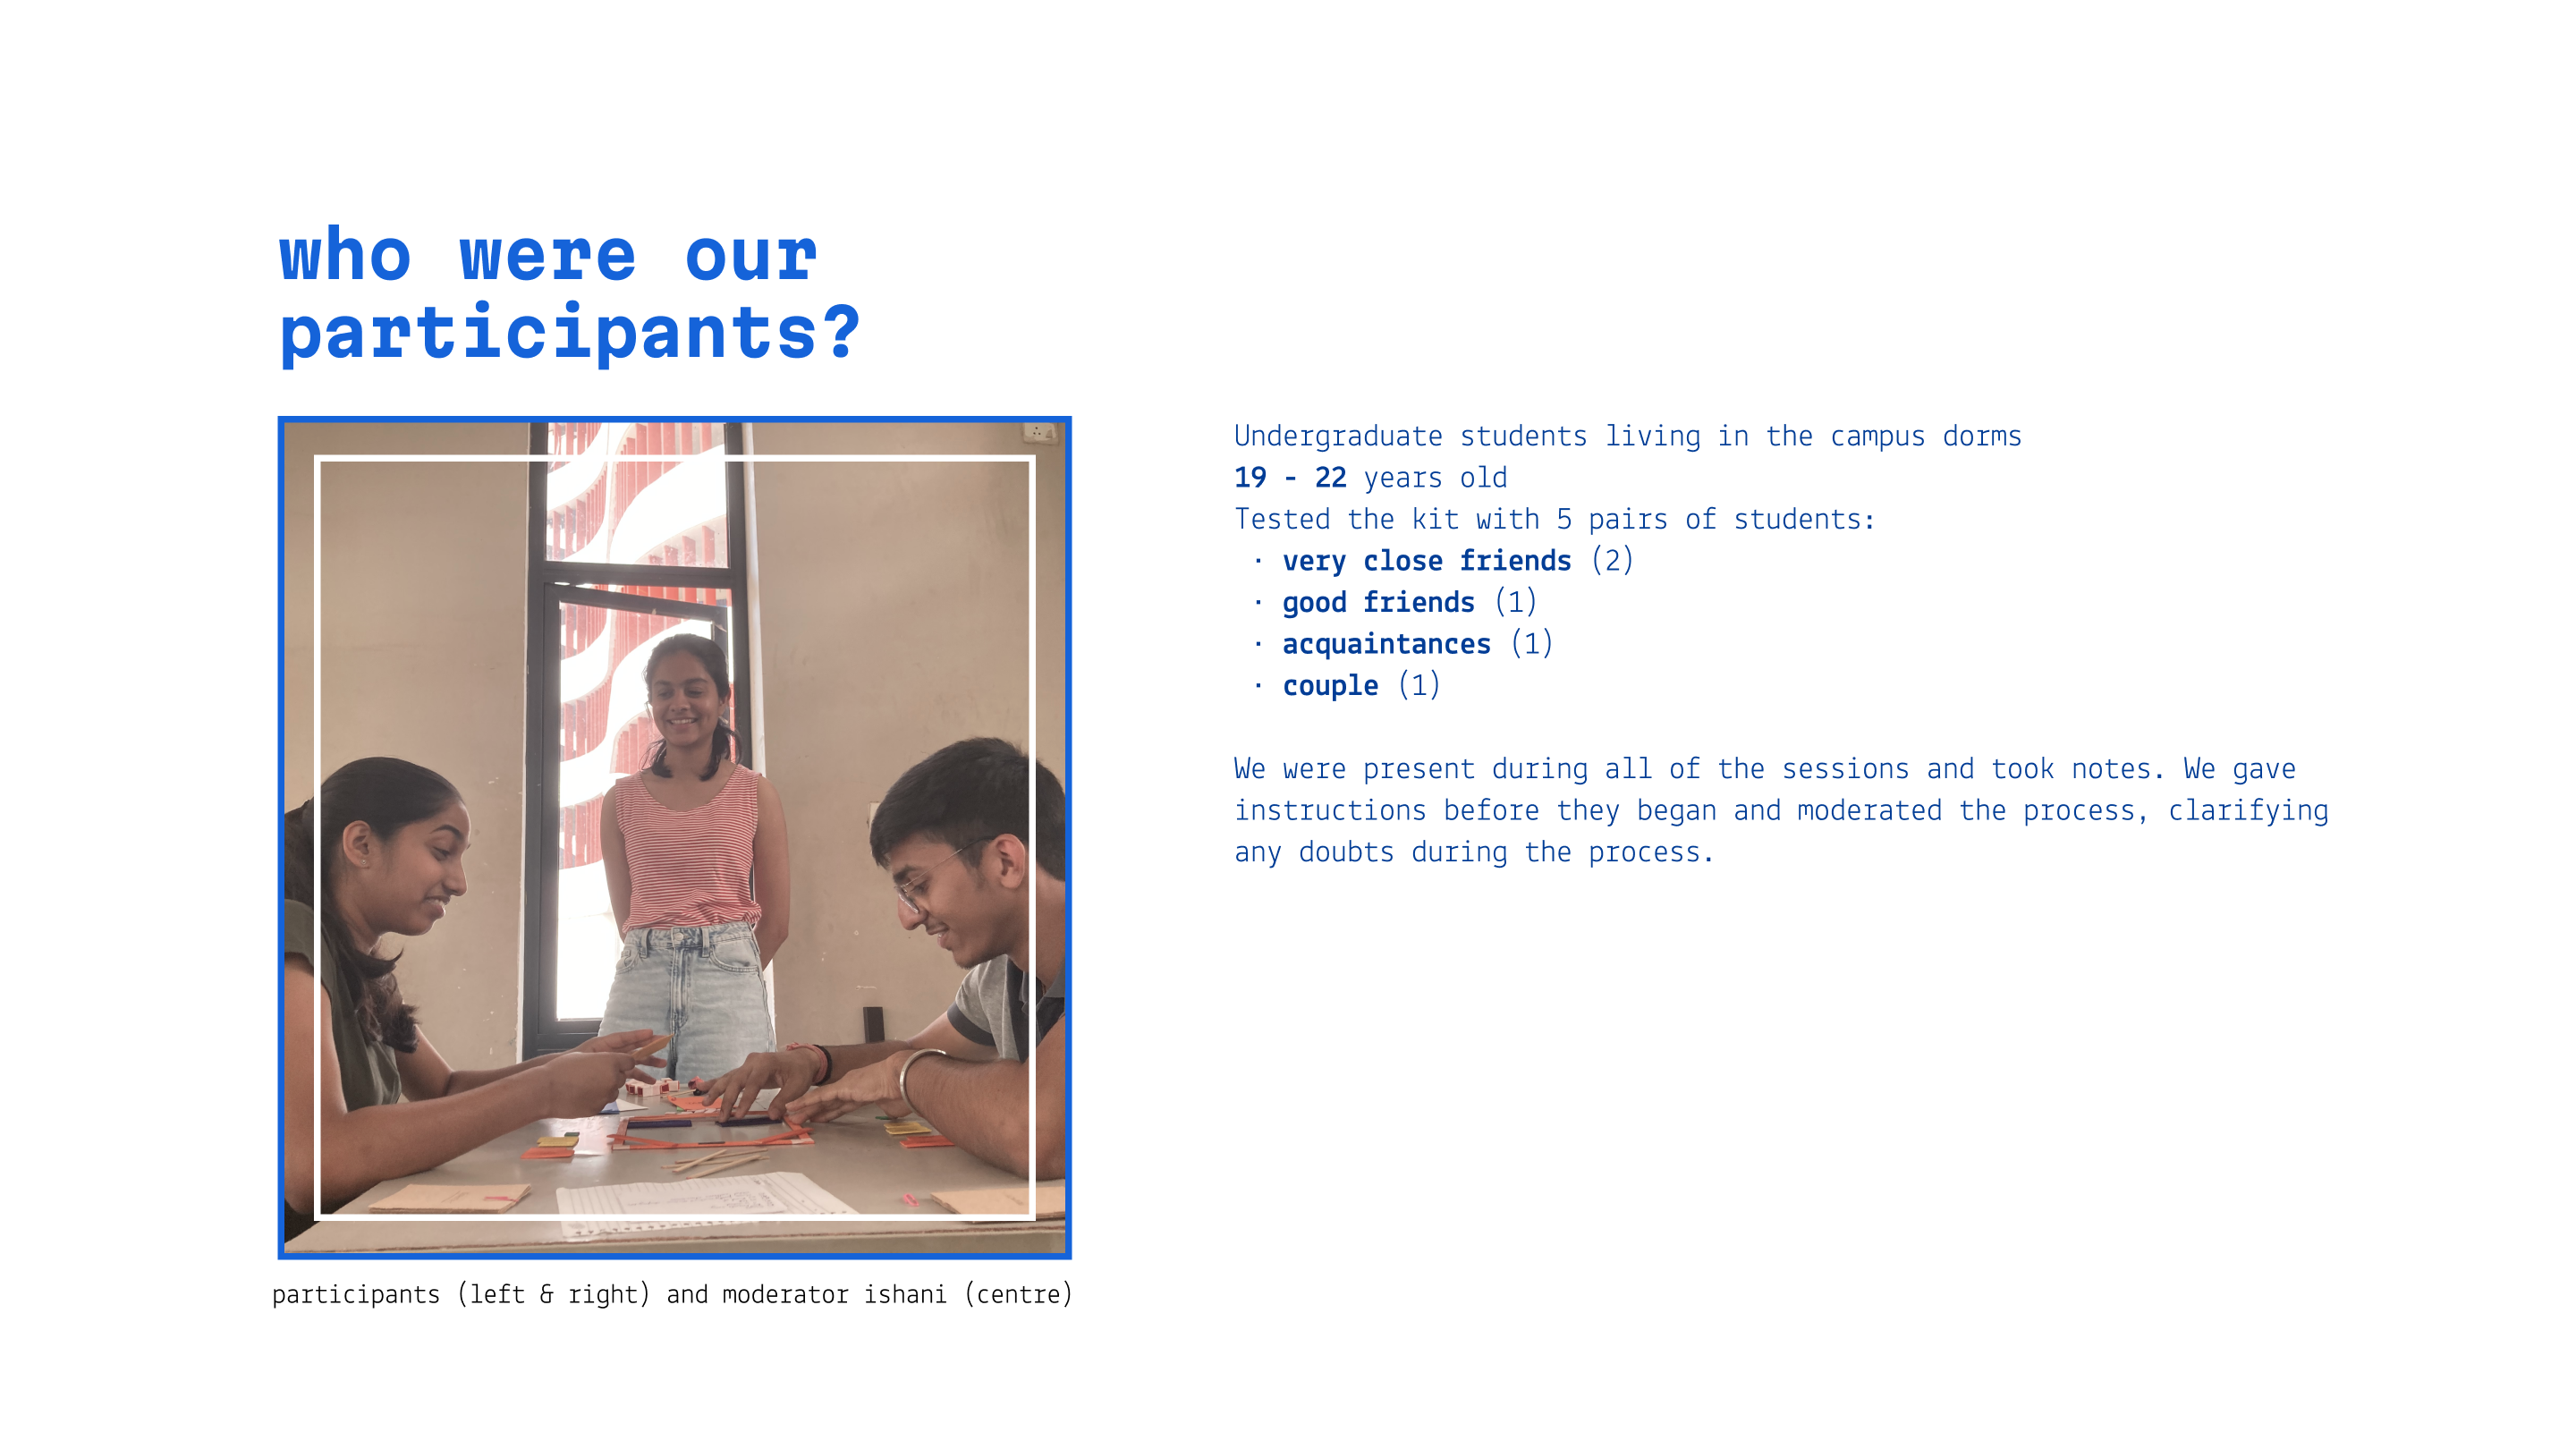 who were our
participants?
Undergraduate students living in the campus dorms
19 - 22 years old
Tested the kit with 5 pairs of students:
· very close friends (2)
· good friends (1)
· acquaintances (1)
· couple (1)
We were present during all of the sessions and took notes. We gave
instructions before they began and moderated the process, clarifying
any doubts during the process.
participants (left & right) and moderator ishani (centre)